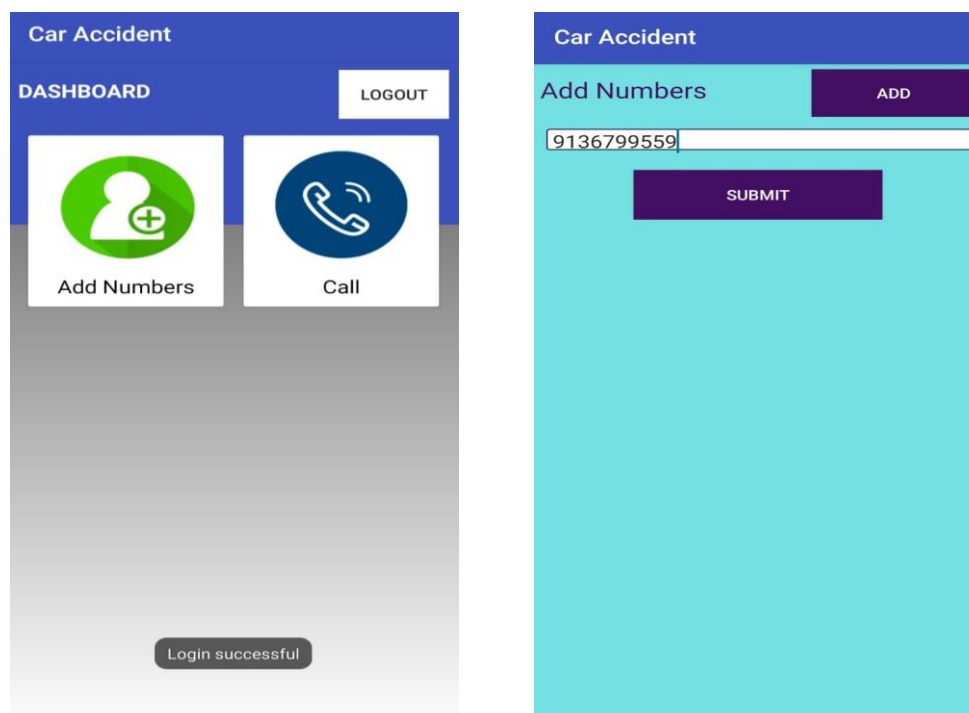 Car Accident
DASHBOARD
LOGOUT
Add Numbers
Call
Login successful
Car Accident
Add Numbers
ADD
9136799559
SUBMIT